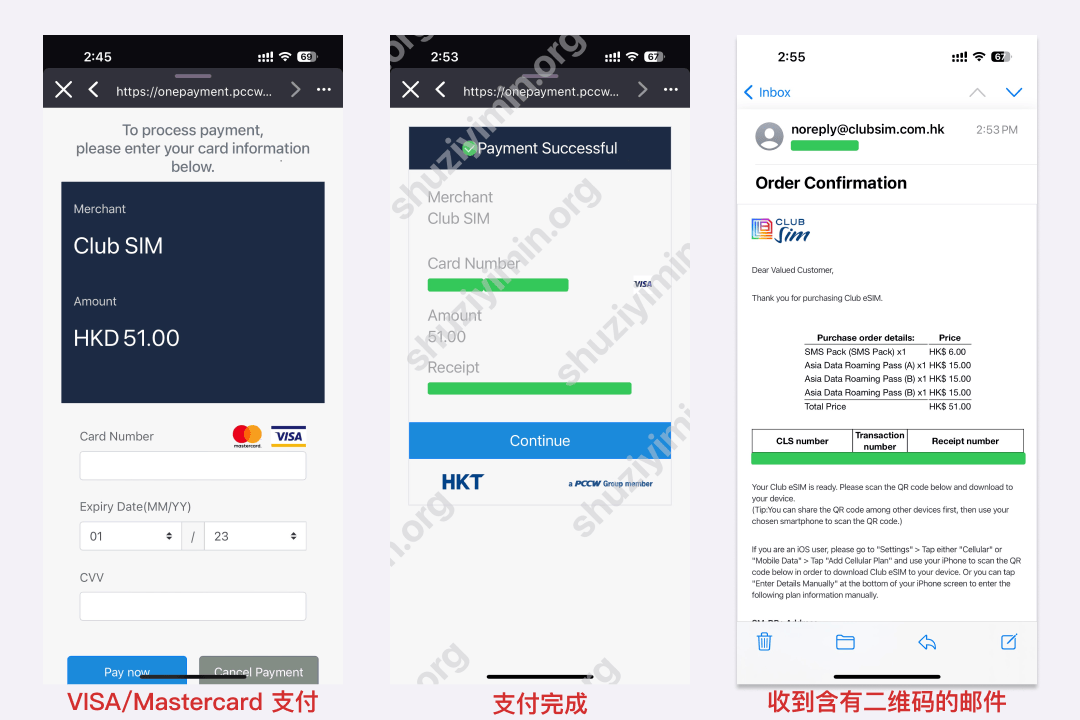 2:45
69
https://onepayment.pccw...
To process payment,
please enter your card information
below.
Merchant
Club SIM
Amount
HKD 51.00
Card Number
mastercard.
VISA
Expiry Date(MM/YY)
01
/
23
CVV
Pay now
Cancel Payment
VISA/Mastercard 支付
2:53
67
https://onepayment.pccw...
Payment Successful
Merchant
Club SIM
Card Number
VISA
Amount
51.00
Receipt
Continue
HKT
a PCCW Group member
shuziyimin.org
支付完成
2:55
67
Inbox
noreply@clubsim.com.hk
2:53 PM
Order Confirmation
CLUB
Sim
Dear Valued Customer,
Thank you for purchasing Club eSIM.
Purchase order details: Price
SMS Pack (SMS Pack) x1 HK$ 6.00
Asia Data Roaming Pass (A) x1 HK$ 15.00
Asia Data Roaming Pass (B) x1 HK$ 15.00
Asia Data Roaming Pass (B) x1 HK$ 15.00
Total Price HK$ 51.00
CLS number
Transaction
number
Receipt number
Your Club eSIM is ready. Please scan the QR code below and download to
your device.
(Tip:You can share the QR code among other devices first, then use your
chosen smartphone to scan the QR code.)
If you are an iOS user, please go to "Settings" > Tap either "Cellular" or
"Mobile Data" > Tap "Add Cellular Plan" and use your iPhone to scan the QR
code below in order to download Club eSIM to your device. Or you can tap
"Enter Details Manually" at the bottom of your iPhone screen to enter the
following plan information manually.
收到含有二维码的邮件